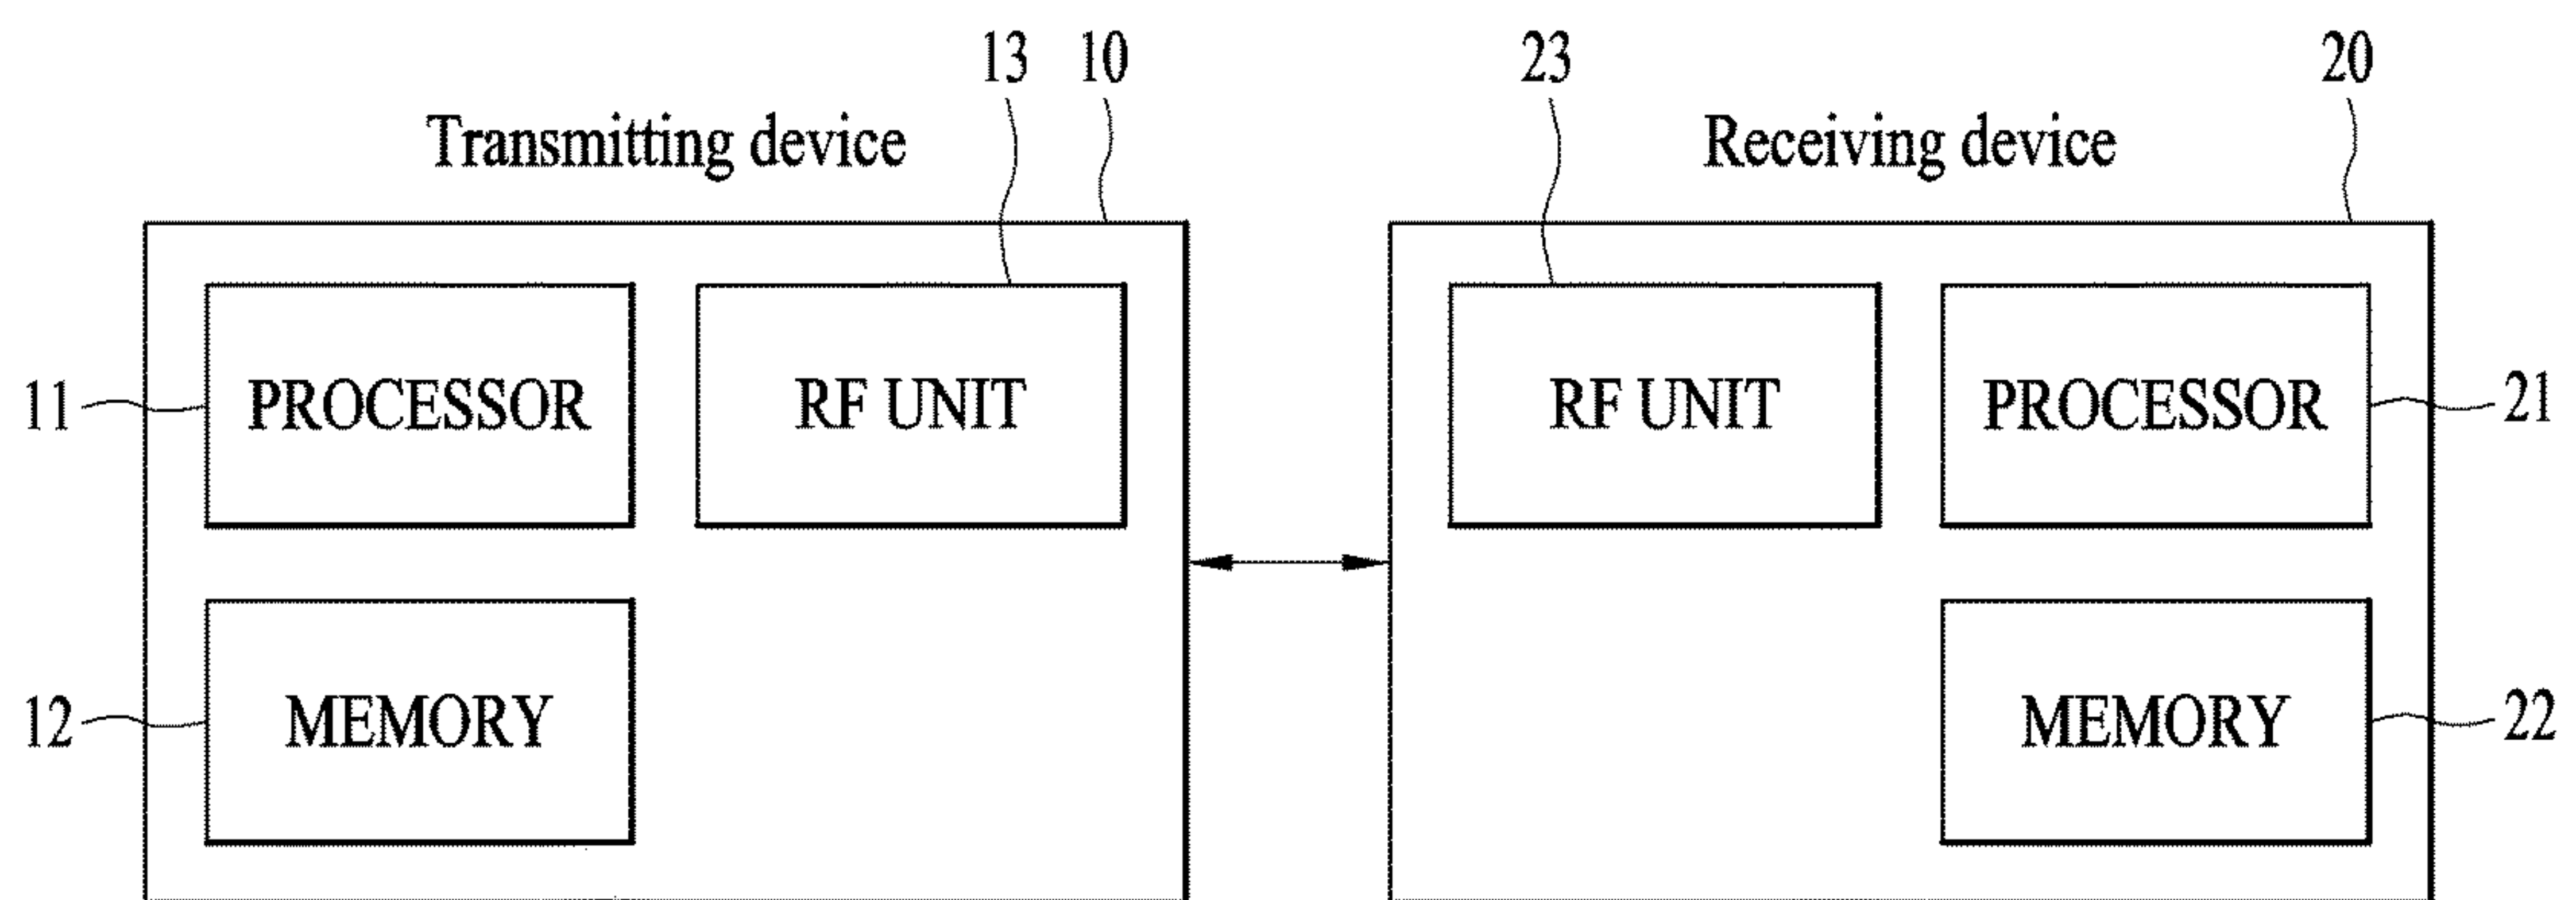 13 10 23 20
Transmitting device Receiving device
11 PROCESSOR RF UNIT RF UNIT PROCESSOR 21
12 MEMORY MEMORY 22